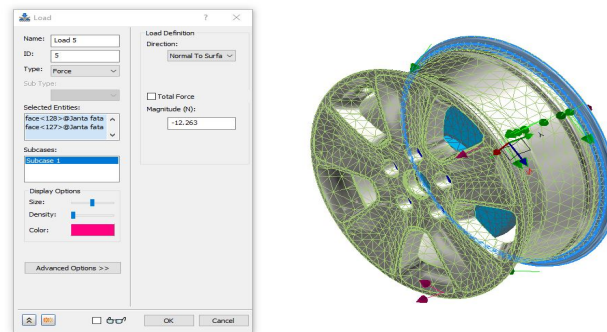 Load
Name: Load 5
ID: 5
Type: Force
Sub Type:
Selected Entities:
face<128>@Janta fata
face<127>@Janta fata
Subcases:
Subcase 1
Display Options
Size:
Density:
Color:
Advanced Options >>
Load Definition
Direction:
Normal To Surfa
Total Force
Magnitude (N):
-12.263
OK
Cancel